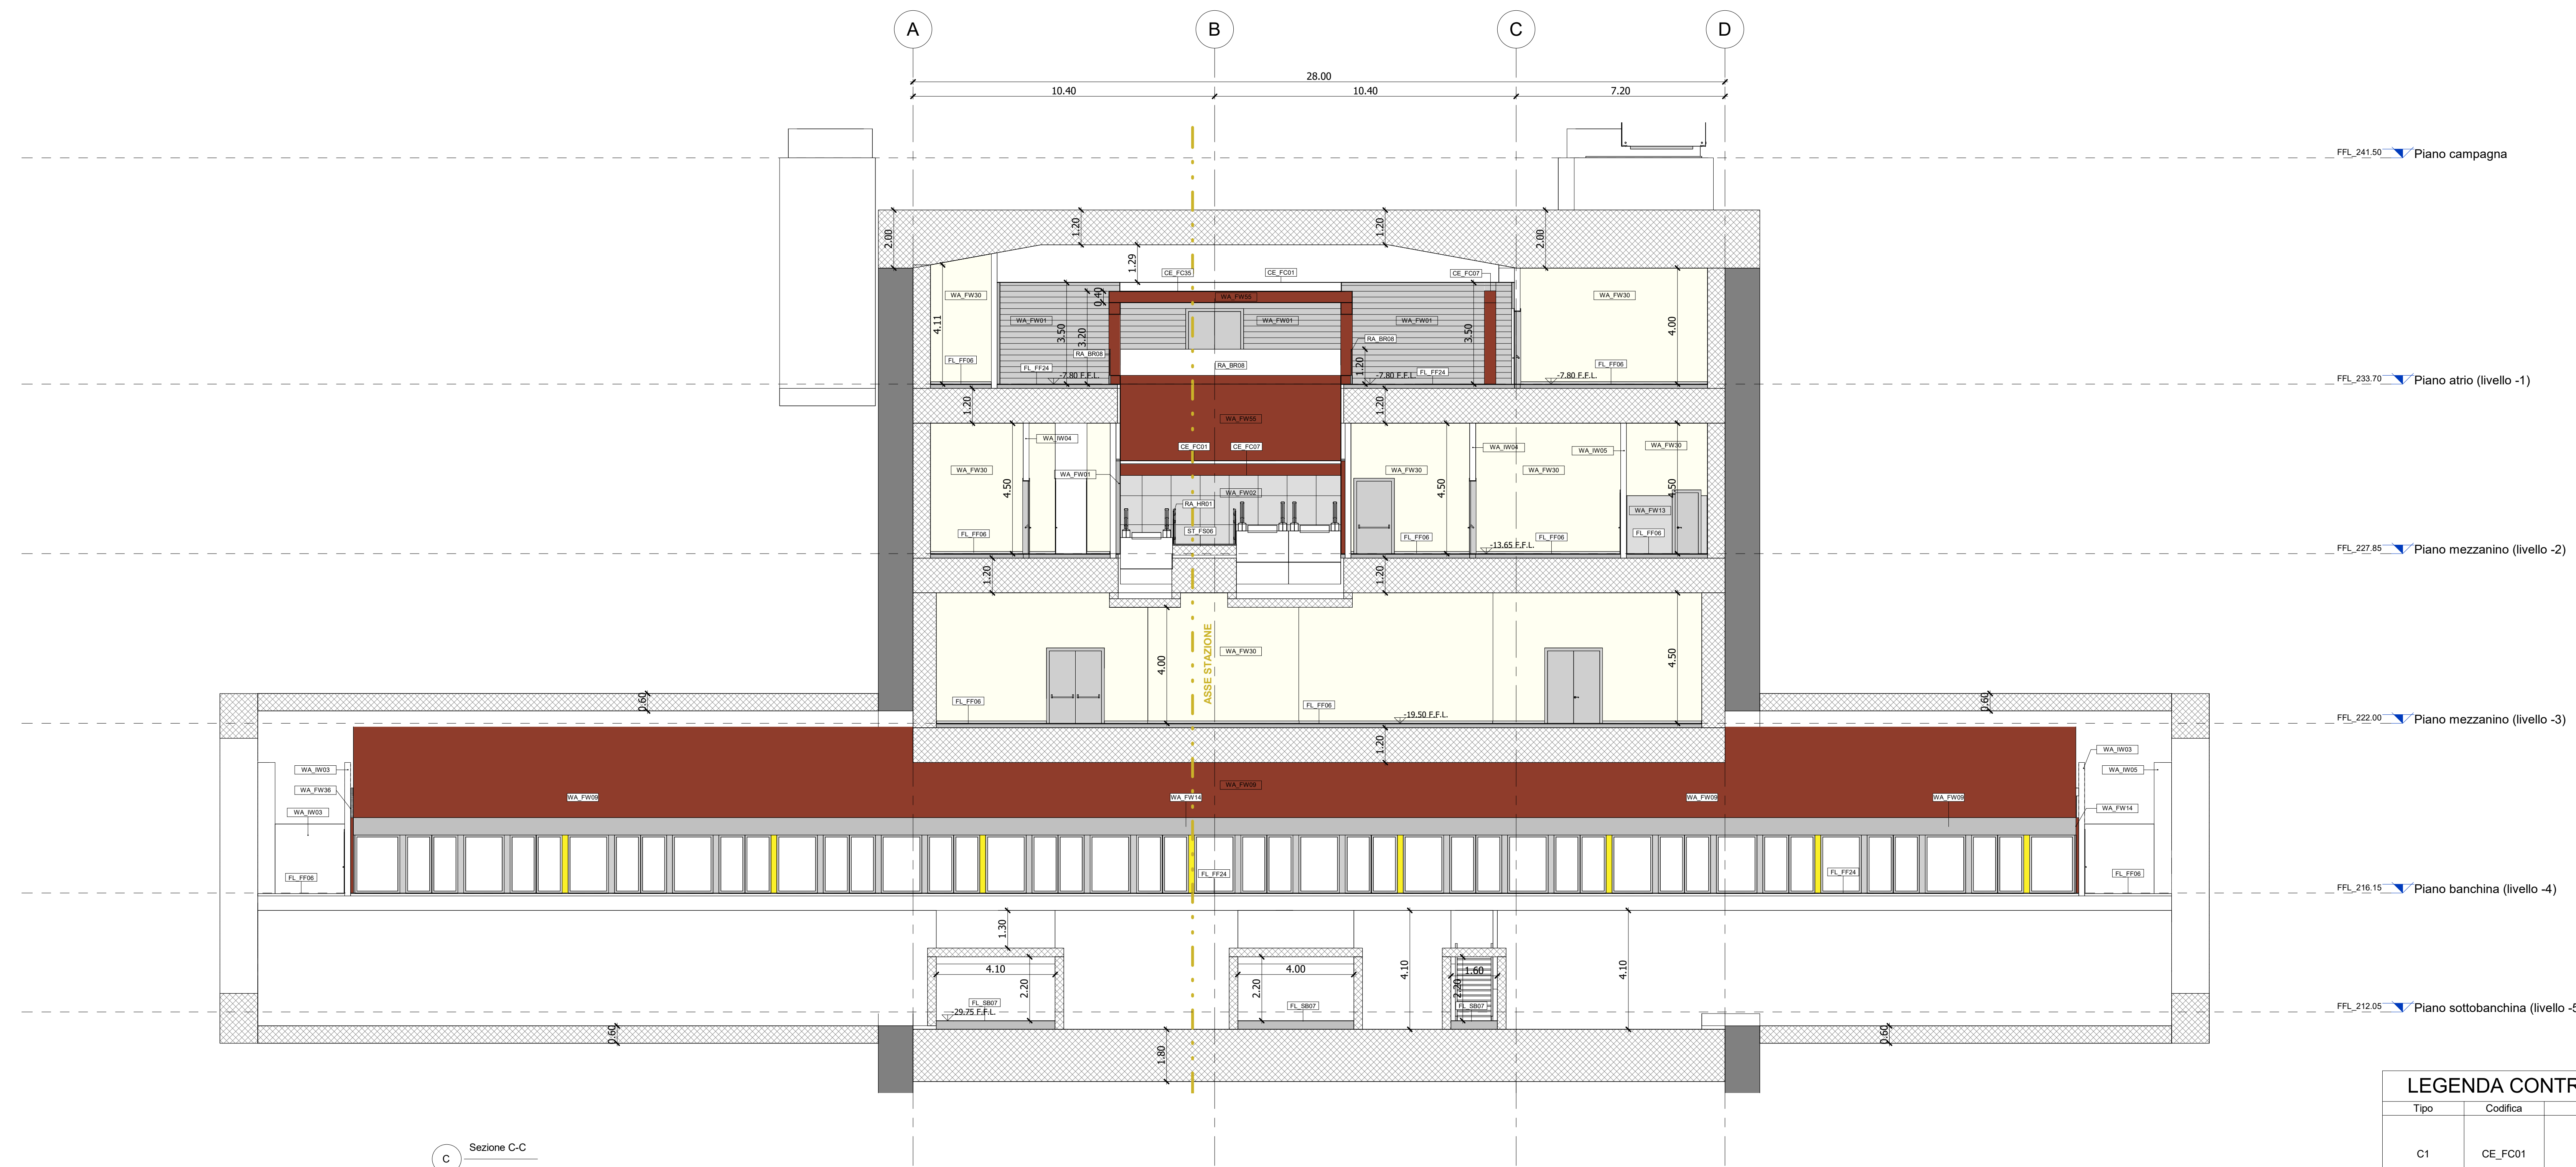 A
B
C
D
28.00
10.40
10.40
7.20
FFL_241.50 Piano campagna
2.00
1.20
1.20
2.00
1.29
CE_FC35
CE_FC01
CE_FC07
WA_FW30
WA_FW55
WA_FW30
0.40
WA_FW01
WA_FW01
WA_FW01
4.11
3.50
3.20
3.50
4.00
RA_BR08
RA_BR08
FL_FF06
FL_FF24
RA_BR08
1.20
FL_FF24
FL_FF06
-7.80 F.F.L.
-7.80 F.F.L.
-7.80 F.F.L.
FFL_233.70 Piano atrio (livello -1)
1.20
1.20
WA_FW55
WA_IW04
CE_FC01
CE_FC07
WA_IW04
WA_IW05
WA_FW30
WA_FW30
WA_FW01
WA_FW30
WA_FW30
4.50
WA_FW02
4.50
4.50
RA_HR01
WA_FW13
ST_FS06
FL_FF06
FL_FF06
FL_FF06
FL_FF06
-13.65 F.F.L.
FFL_227.85 Piano mezzanino (livello -2)
1.20
1.20
ASSE STAZIONE
WA_FW30
4.00
4.50
FL_FF06
FL_FF06
-19.50 F.F.L.
0.60
0.60
FFL_222.00 Piano mezzanino (livello -3)
1.20
WA_IW03
WA_IW03
WA_IW05
WA_FW36
WA_FW09
WA_FW09
WA_FW14
WA_FW09
WA_FW09
WA_IW03
WA_FW14
FL_FF06
FL_FF24
FL_FF24
FL_FF06
FFL_216.15 Piano banchina (livello -4)
1.30
4.10
4.00
4.10
1.60
4.10
2.20
2.20
2.20
FL_SB07
FL_SB07
FL_SB07
-29.75 F.F.L.
FFL_212.05 Piano sottobanchina (livello -5
0.60
0.60
1.80
LEGENDA CONTR
Tipo Codifica
C1 CE_FC01
C Sezione C-C